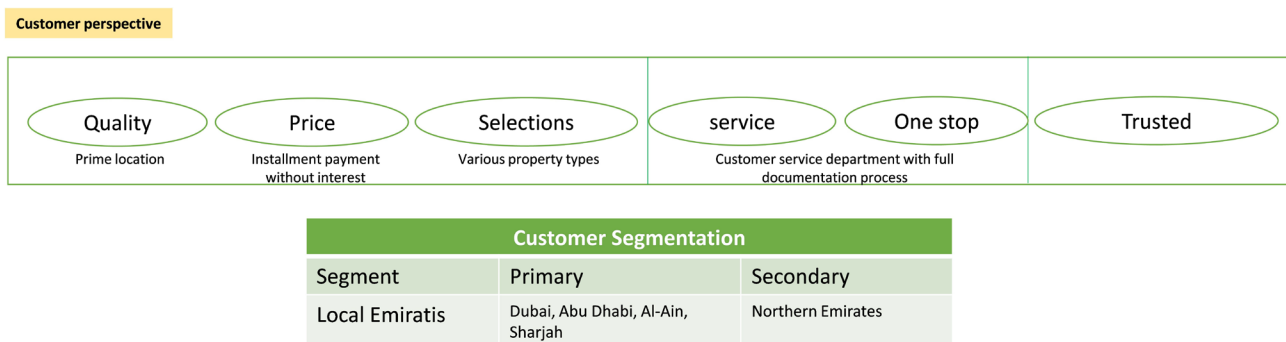 Customer perspective
Quality
Price
Selections
service
One stop
Trusted
Prime location
Installment payment
without interest
Various property types
Customer service department with full
documentation process
Customer Segmentation
Segment
Primary
Secondary
Local Emiratis
Dubai, Abu Dhabi, Al-Ain,
Sharjah
Northern Emirates